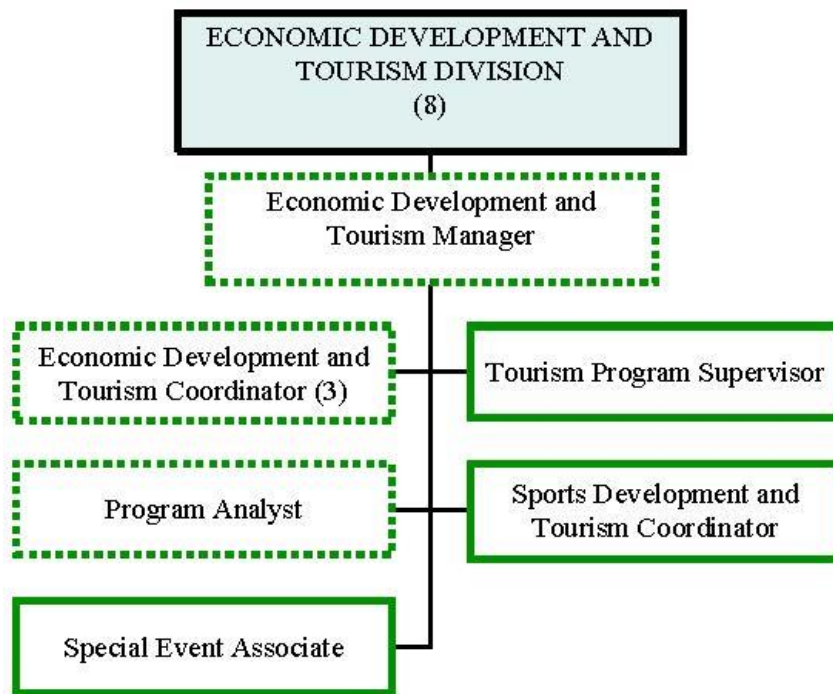 ECONOMIC DEVELOPMENT AND
TOURISM DIVISION
(8)
Economic Development and
Tourism Manager
Economic Development and
Tourism Coordinator (3)
Tourism Program Supervisor
Program Analyst
Sports Development and
Tourism Coordinator
Special Event Associate